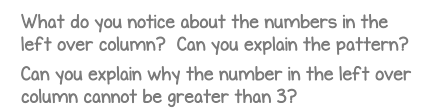 What do you notice about the numbers in the
left over column?  Can you explain the pattern?
Can you explain why the number in the left over
column cannot be greater than 3?